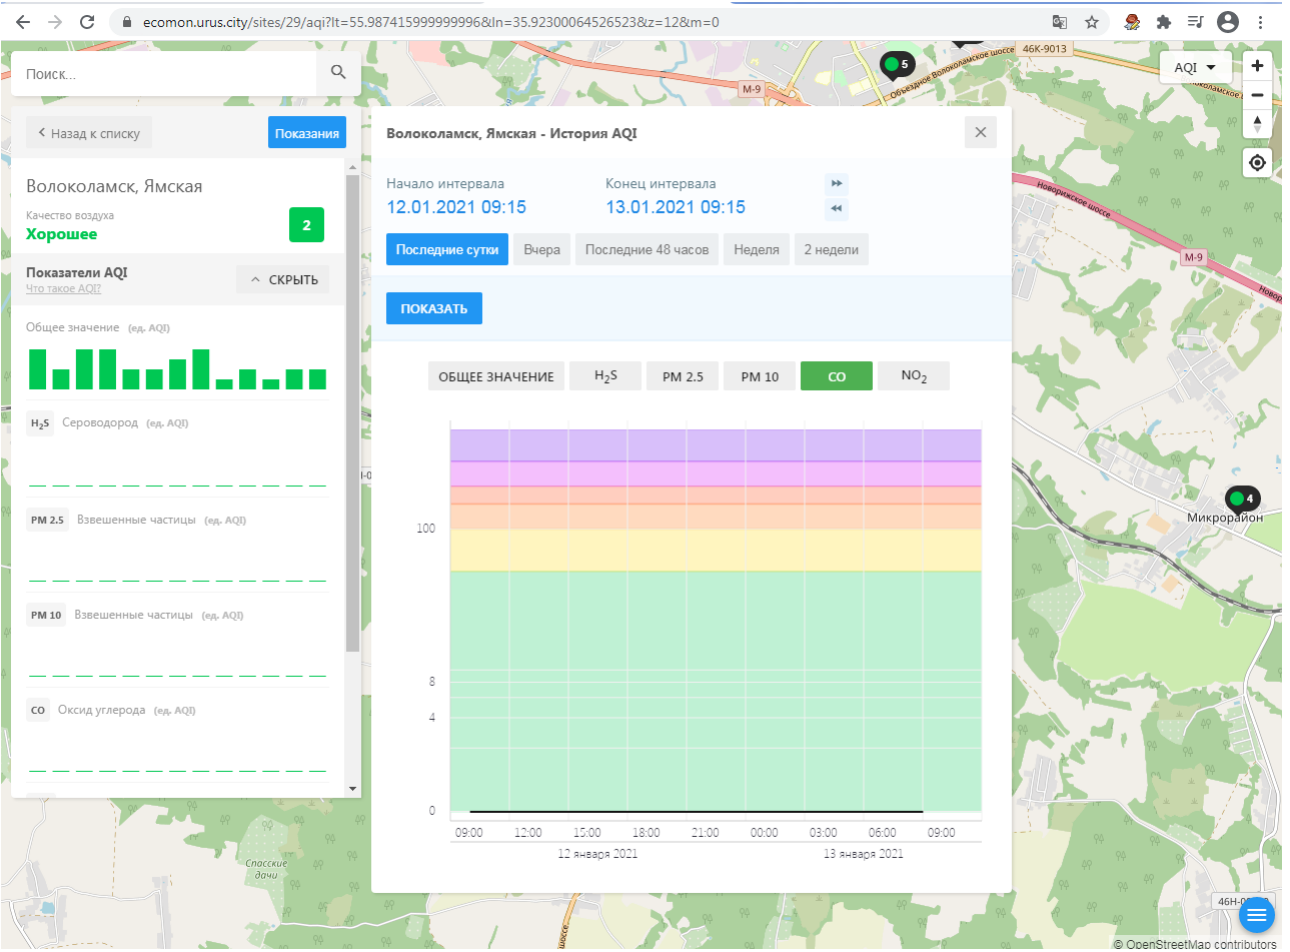 ecomon.urus.city/sites/29/aqi?lt=55.987415999999996&ln=35.92300064526523&z=12&m=0
Поиск...
Назад к списку
Показания
Волоколамск, Ямская
Качество воздуха
Хорошее
2
Показатели AQI
Что такое AQI?
СКРЫТЬ
Общее значение (ед. AQI)
H₂S Сероводород (ед. AQI)
PM 2.5 Взвешенные частицы (ед. AQI)
PM 10 Взвешенные частицы (ед. AQI)
CO Оксид углерода (ед. AQI)
Волоколамск, Ямская - История AQI
Начало интервала
12.01.2021 09:15
Конец интервала
13.01.2021 09:15
Последние сутки
Вчера
Последние 48 часов
Неделя
2 недели
ПОКАЗАТЬ
ОБЩЕЕ ЗНАЧЕНИЕ
H₂S
PM 2.5
PM 10
CO
NO₂
100
8
4
0
09:00 12:00 15:00 18:00 21:00 00:00 03:00 06:00 09:00
12 января 2021
13 января 2021
M-9
5
Объездное Волоколамское шоссе
46К-9013
AQI
Новорижское шоссе
M-9
4
Микрорайон
Спасские
дачи
© OpenStreetMap contributors